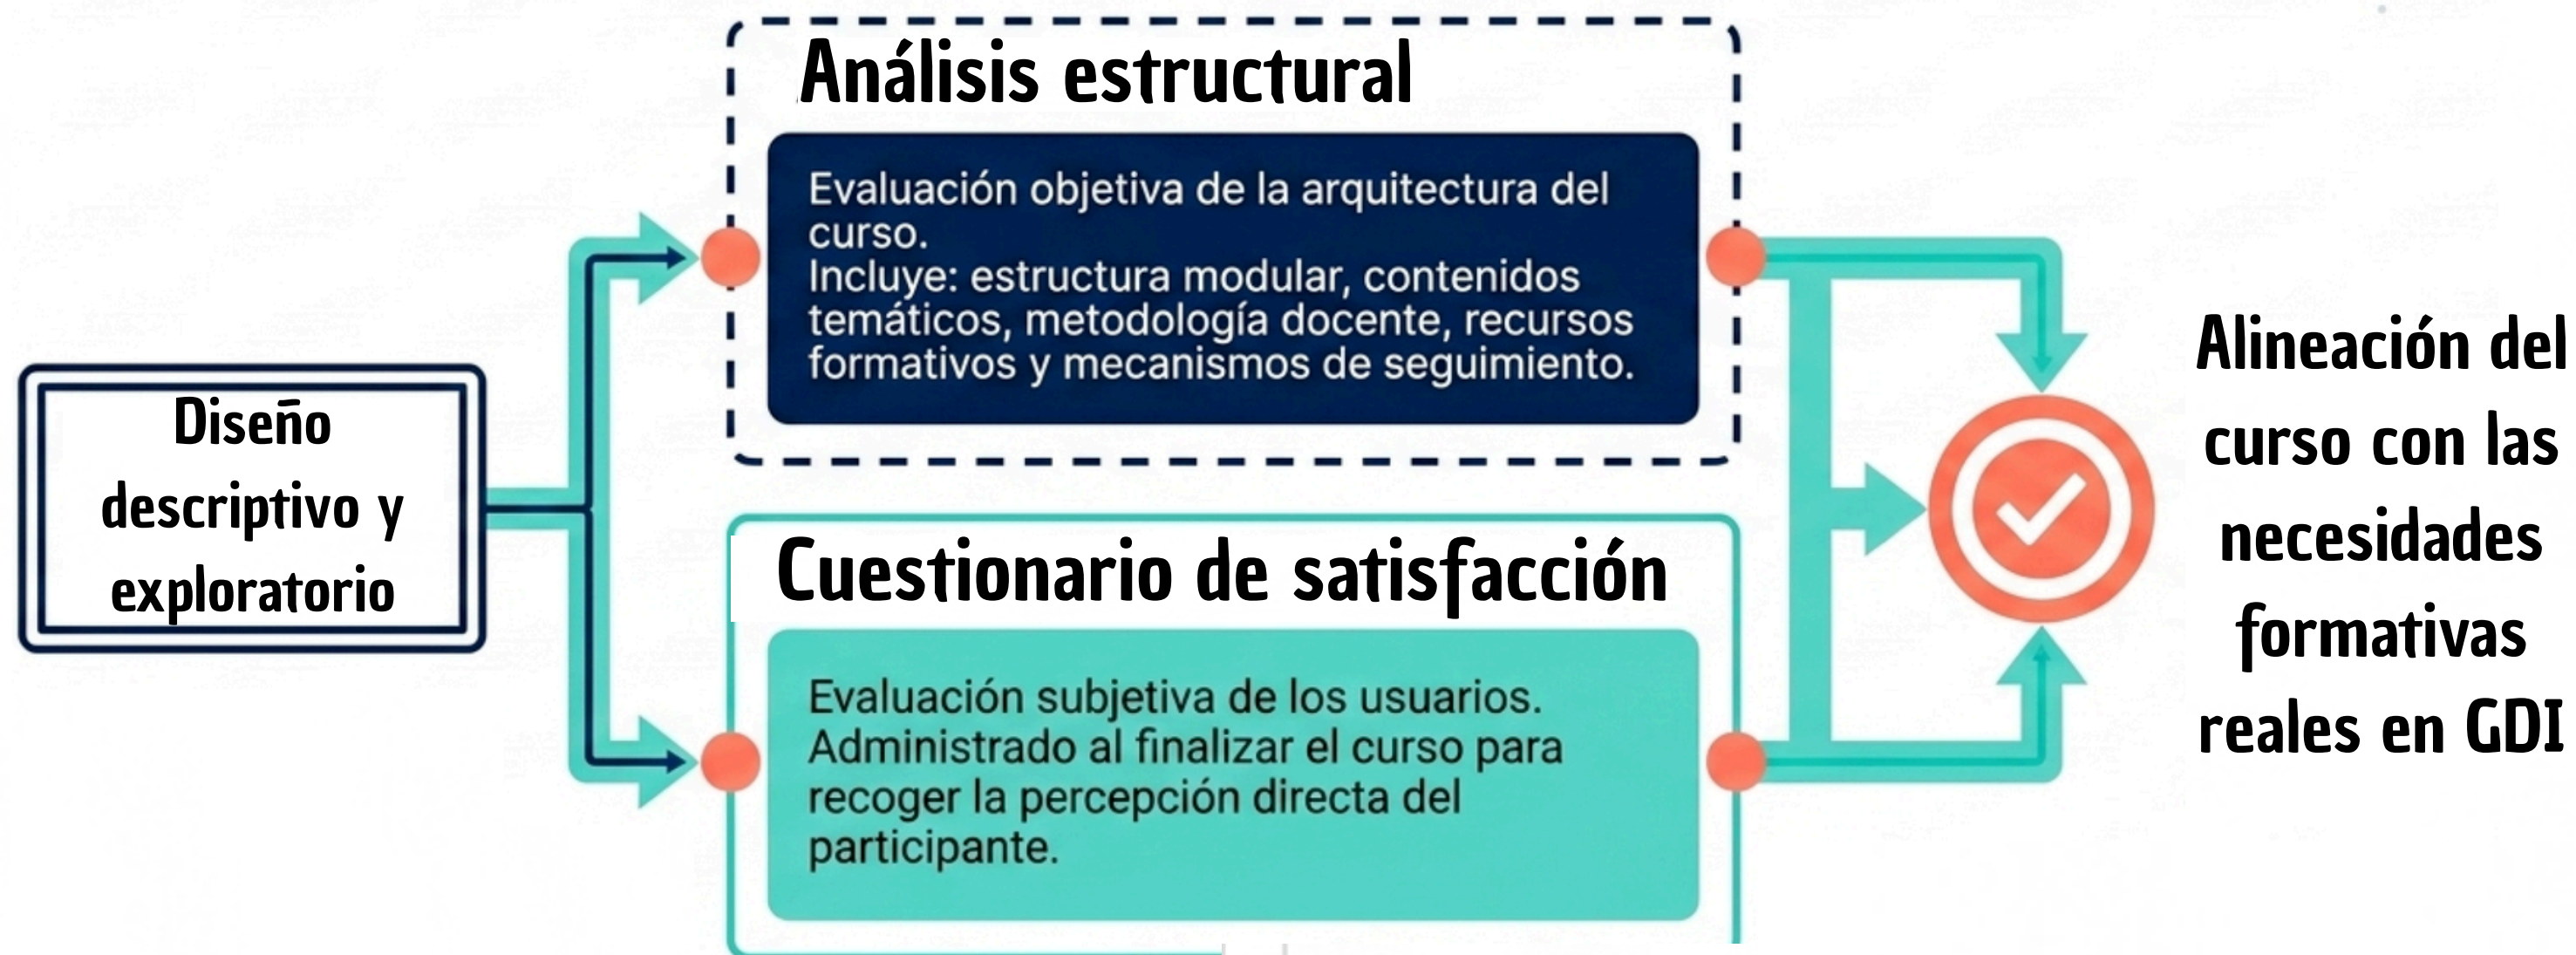 Análisis estructural
Evaluación objetiva de la arquitectura del
curso.
Incluye: estructura modular, contenidos
temáticos, metodología docente, recursos
formativos y mecanismos de seguimiento.
Diseño
descriptivo y
exploratorio
Cuestionario de satisfacción
Evaluación subjetiva de los usuarios.
Administrado al finalizar el curso para
recoger la percepción directa del
participante.
Alineación del
curso con las
necesidades
formativas
reales en GDI